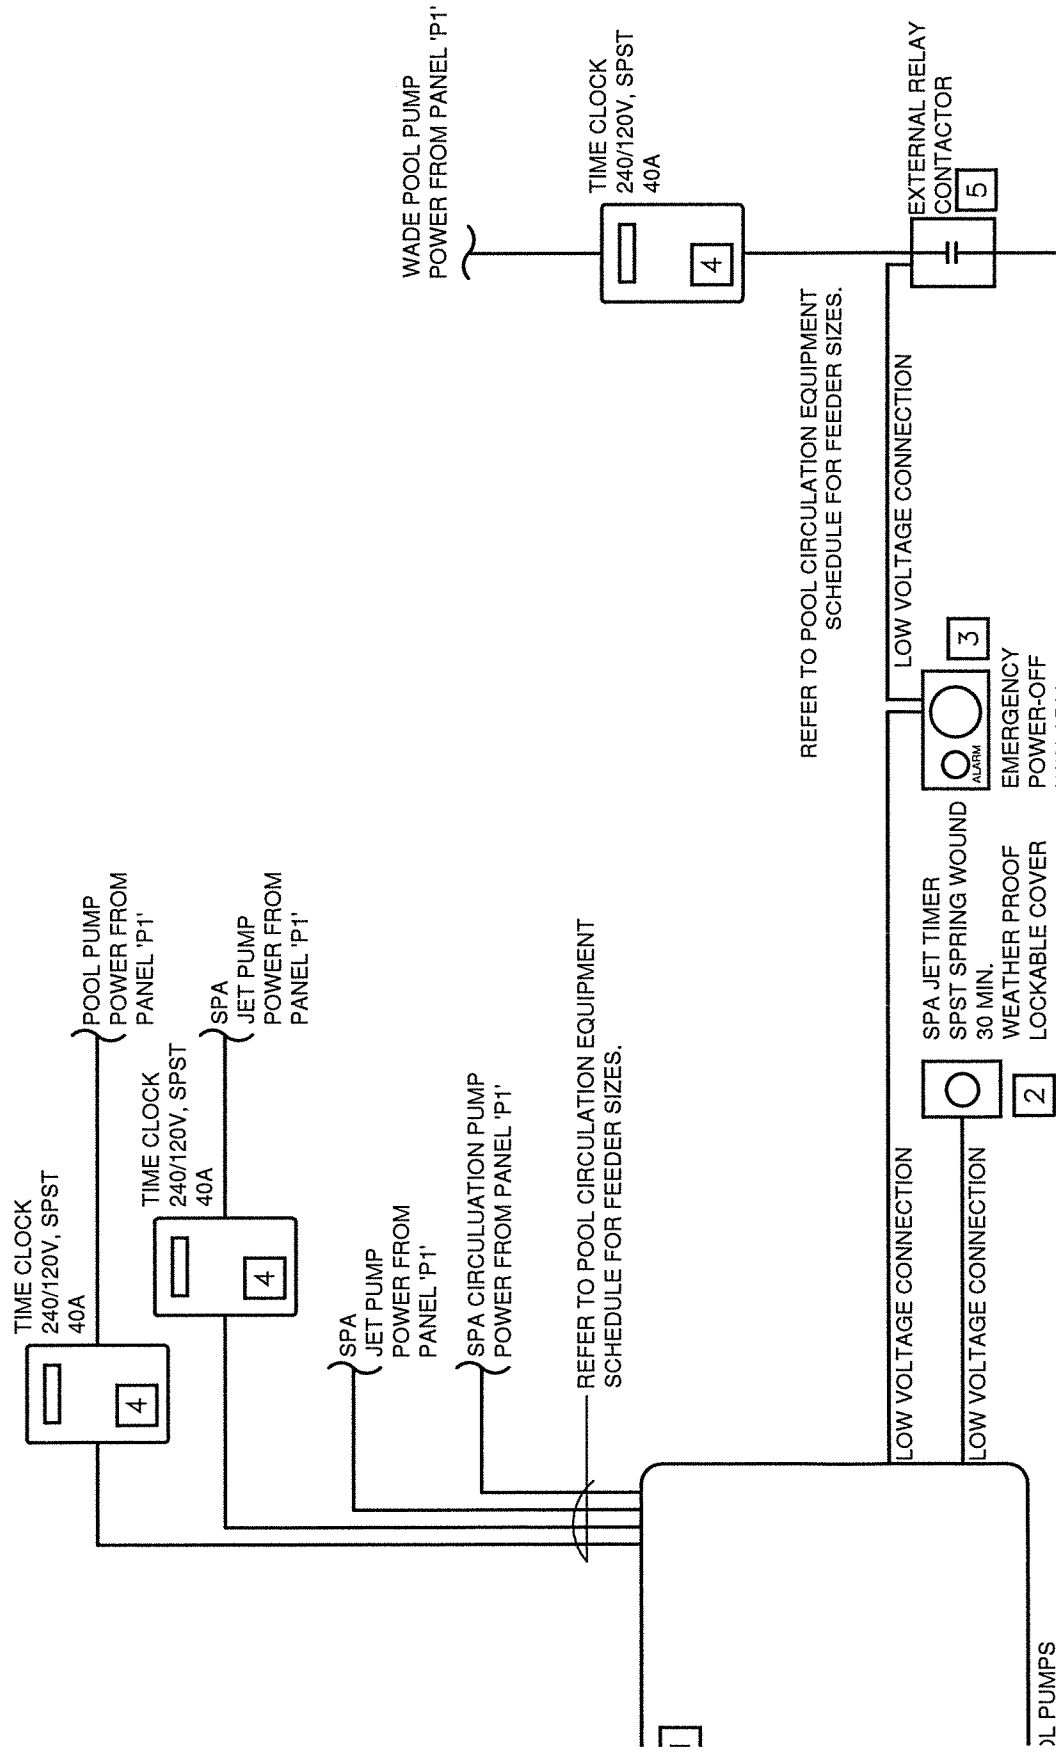 TIME CLOCK
240/120V, SPST
40A
4
POOL PUMP
POWER FROM
PANEL 'P1'
TIME CLOCK
240/120V, SPST
40A
4
SPA
JET PUMP
POWER FROM
PANEL 'P1'
SPA
JET PUMP
POWER FROM
PANEL 'P1'
SPA CIRCULUATION PUMP
POWER FROM PANEL 'P1'
REFER TO POOL CIRCULATION EQUIPMENT
SCHEDULE FOR FEEDER SIZES.
WADE POOL PUMP
POWER FROM PANEL 'P1'
TIME CLOCK
240/120V, SPST
40A
4
REFER TO POOL CIRCULATION EQUIPMENT
SCHEDULE FOR FEEDER SIZES.
LOW VOLTAGE CONNECTION
LOW VOLTAGE CONNECTION
LOW VOLTAGE CONNECTION
SPA JET TIMER
SPST SPRING WOUND
30 MIN.
WEATHER PROOF
LOCKABLE COVER
2
ALARM
3
EMERGENCY
POWER-OFF
EXTERNAL RELAY
CONTACTOR
5
PUMPS